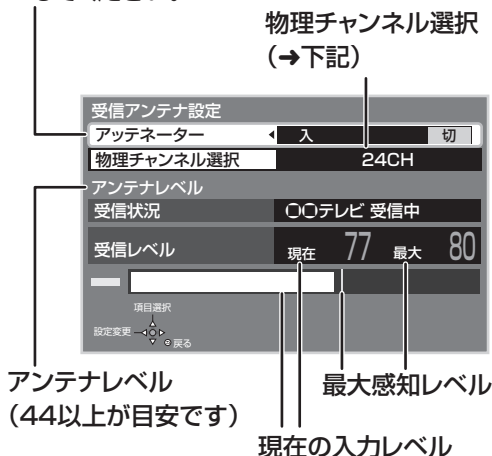 物理チャンネル選択
（➔下記）
受信アンテナ設定
アッテネーター 入 切
物理チャンネル選択 24CH
アンテナレベル
受信状況 〇〇テレビ 受信中
受信レベル 現在 77 最大 80
項目選択
設定変更 戻る
アンテナレベル
（44以上が目安です）
最大感知レベル
現在の入力レベル